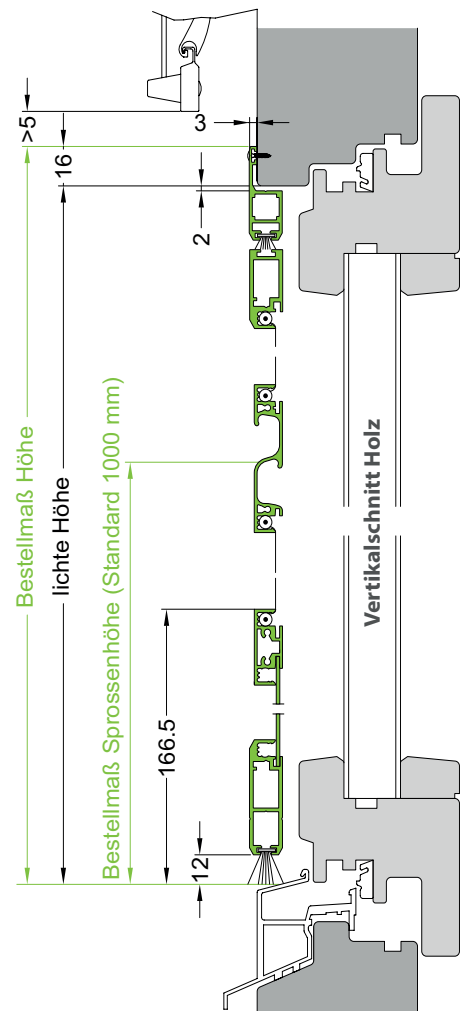 >5
16
3
2
Bestellmaß Höhe
lichte Höhe
Bestellmaß Sprossenhöhe (Standard 1000 mm)
166.5
12
Vertikalschnitt Holz